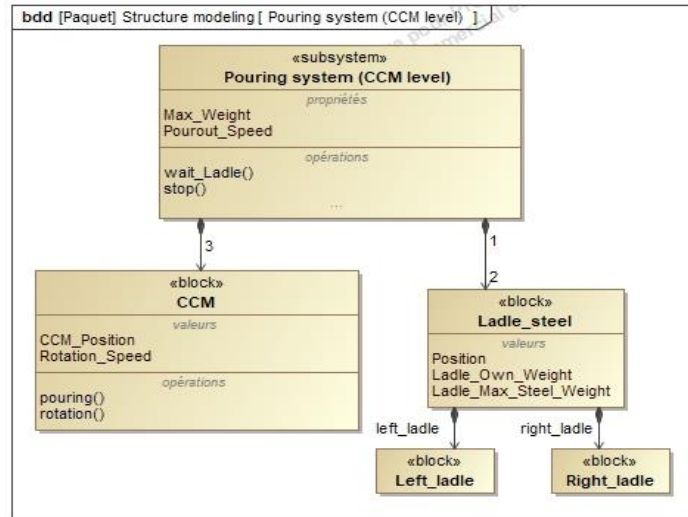 bdd [Paquet] Structure modeling [ Pouring system (CCM level) ]
«subsystem»
Pouring system (CCM level)
propriétés
Max_Weight
Pourout_Speed
opérations
wait_Ladle()
stop()
...
3
1
2
«block»
CCM
valeurs
CCM_Position
Rotation_Speed
opérations
pouring()
rotation()
«block»
Ladle_steel
valeurs
Position
Ladle_Own_Weight
Ladle_Max_Steel_Weight
left_ladle
right_ladle
«block»
Left_ladle
«block»
Right_ladle